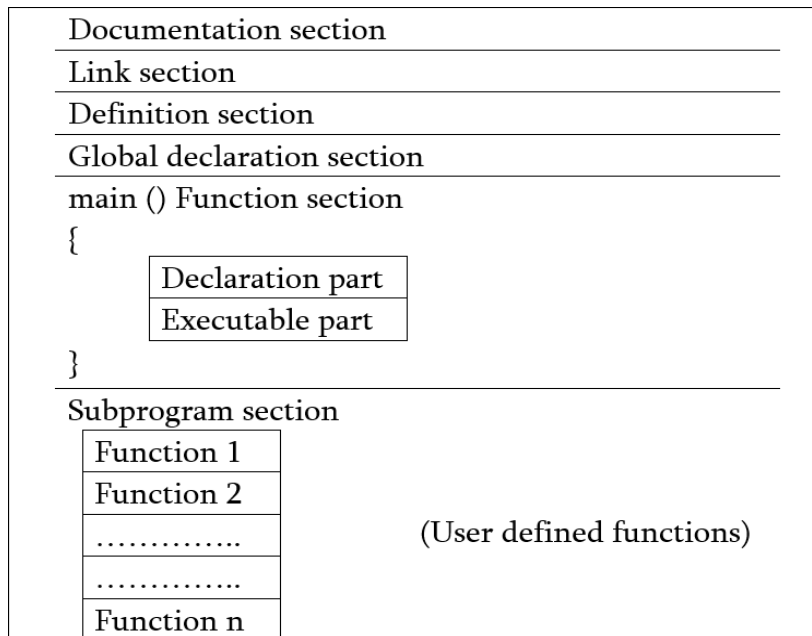 Documentation section
Link section
Definition section
Global declaration section
main () Function section
{
Declaration part
Executable part
}
Subprogram section
Function 1
Function 2
…………..
(User defined functions)
…………..
Function n